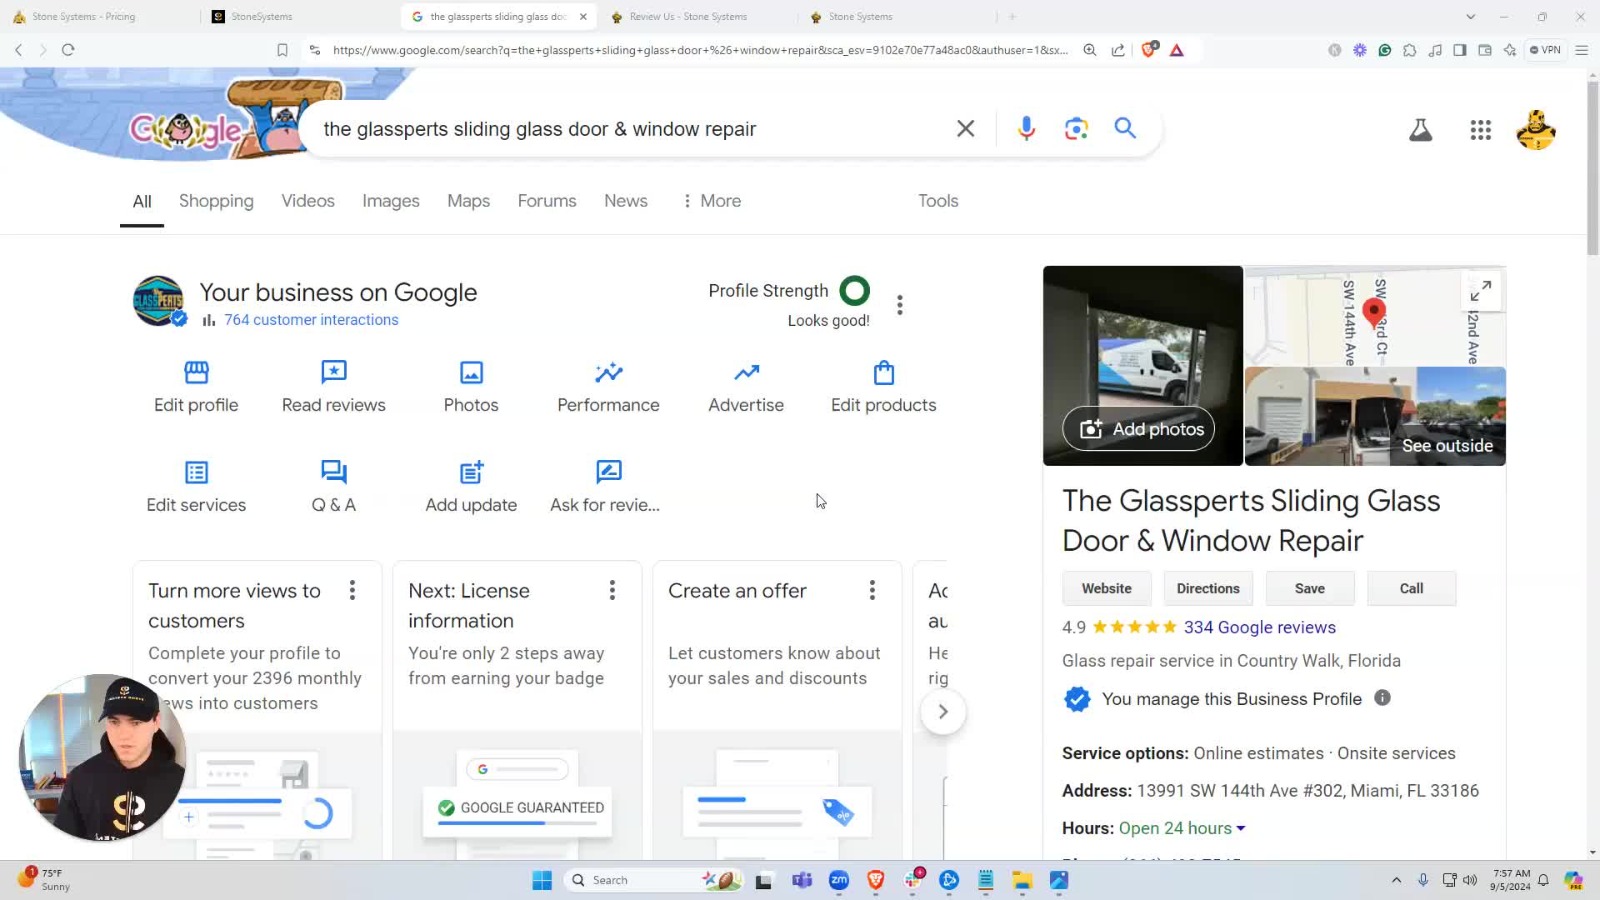 Stone Systems - Pricing
StoneSystems
the glassperts sliding glass doo
Review Us - Stone Systems
Stone Systems
https://www.google.com/search?q=the+glassperts+sliding+glass+door+%26+window+repair&sca_esv=9102e70e77a48ac0&authuser=1&sx...
VPN
Google
the glassperts sliding glass door & window repair
All
Shopping
Videos
Images
Maps
Forums
News
More
Tools
GLASSPERTS
Your business on Google
764 customer interactions
Profile Strength
Looks good!
Edit profile
Read reviews
Photos
Performance
Advertise
Edit products
Edit services
Q & A
Add update
Ask for revie...
Turn more views to
customers
Complete your profile to
convert your 2396 monthly
views into customers
Next: License
information
You're only 2 steps away
from earning your badge
G
GOOGLE GUARANTEED
Create an offer
Let customers know about
your sales and discounts
Ac
au
He
rig
SW 144th Ave
SW
3rd Ct
42nd Ave
Add photos
See outside
The Glassperts Sliding Glass
Door & Window Repair
Website
Directions
Save
Call
4.9
334 Google reviews
Glass repair service in Country Walk, Florida
You manage this Business Profile
Service options: Online estimates · Onsite services
Address: 13991 SW 144th Ave #302, Miami, FL 33186
Hours: Open 24 hours
1
75°F
Sunny
Search
zm
7:57 AM
9/5/2024